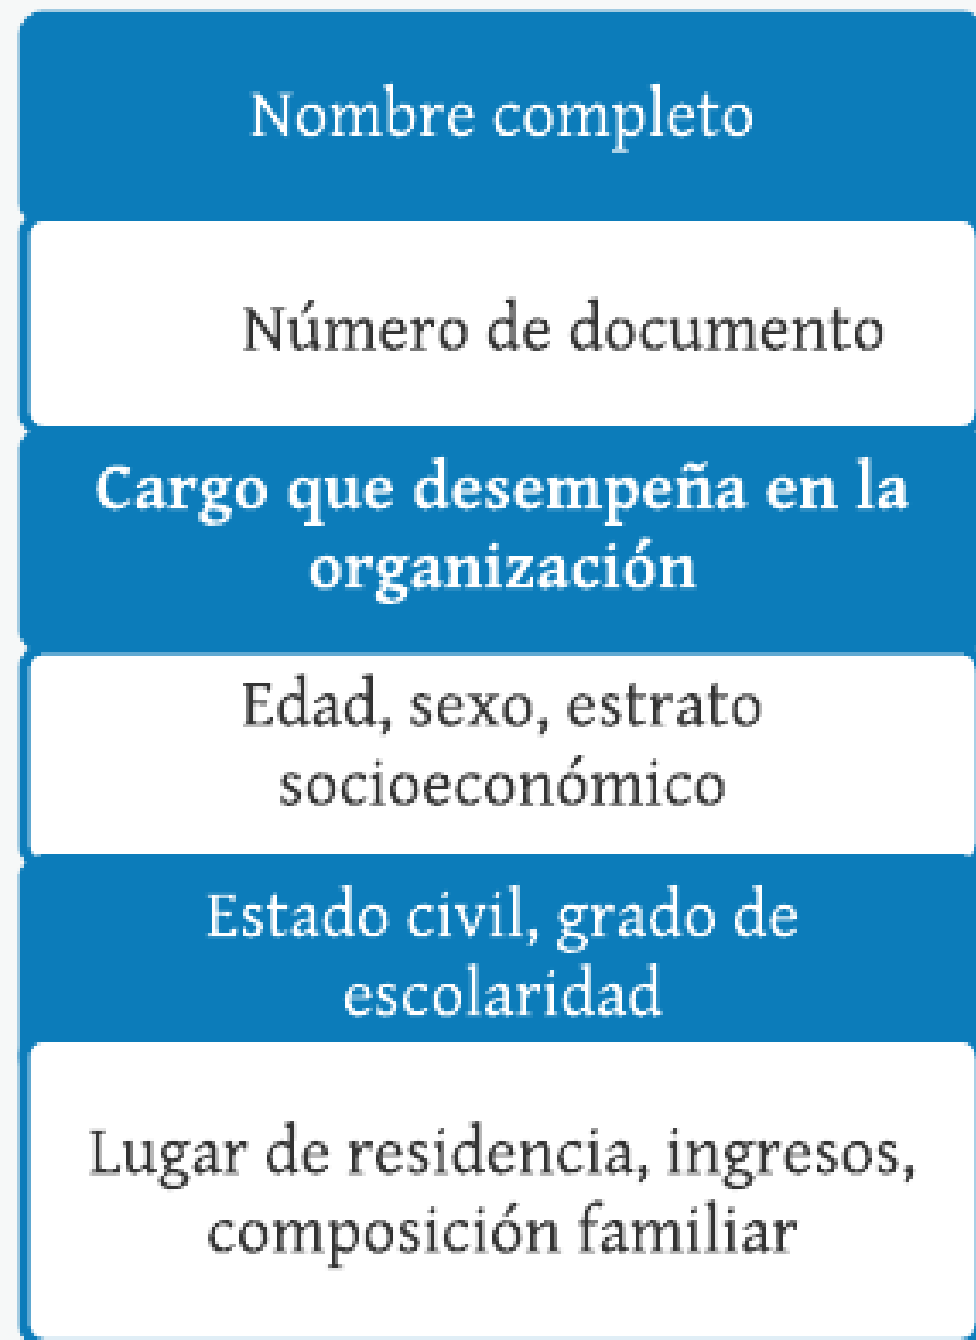 Nombre completo
Número de documento
Cargo que desempeña en la
organización
Edad, sexo, estrato
socioeconómico
Estado civil, grado de
escolaridad
Lugar de residencia, ingresos,
composición familiar